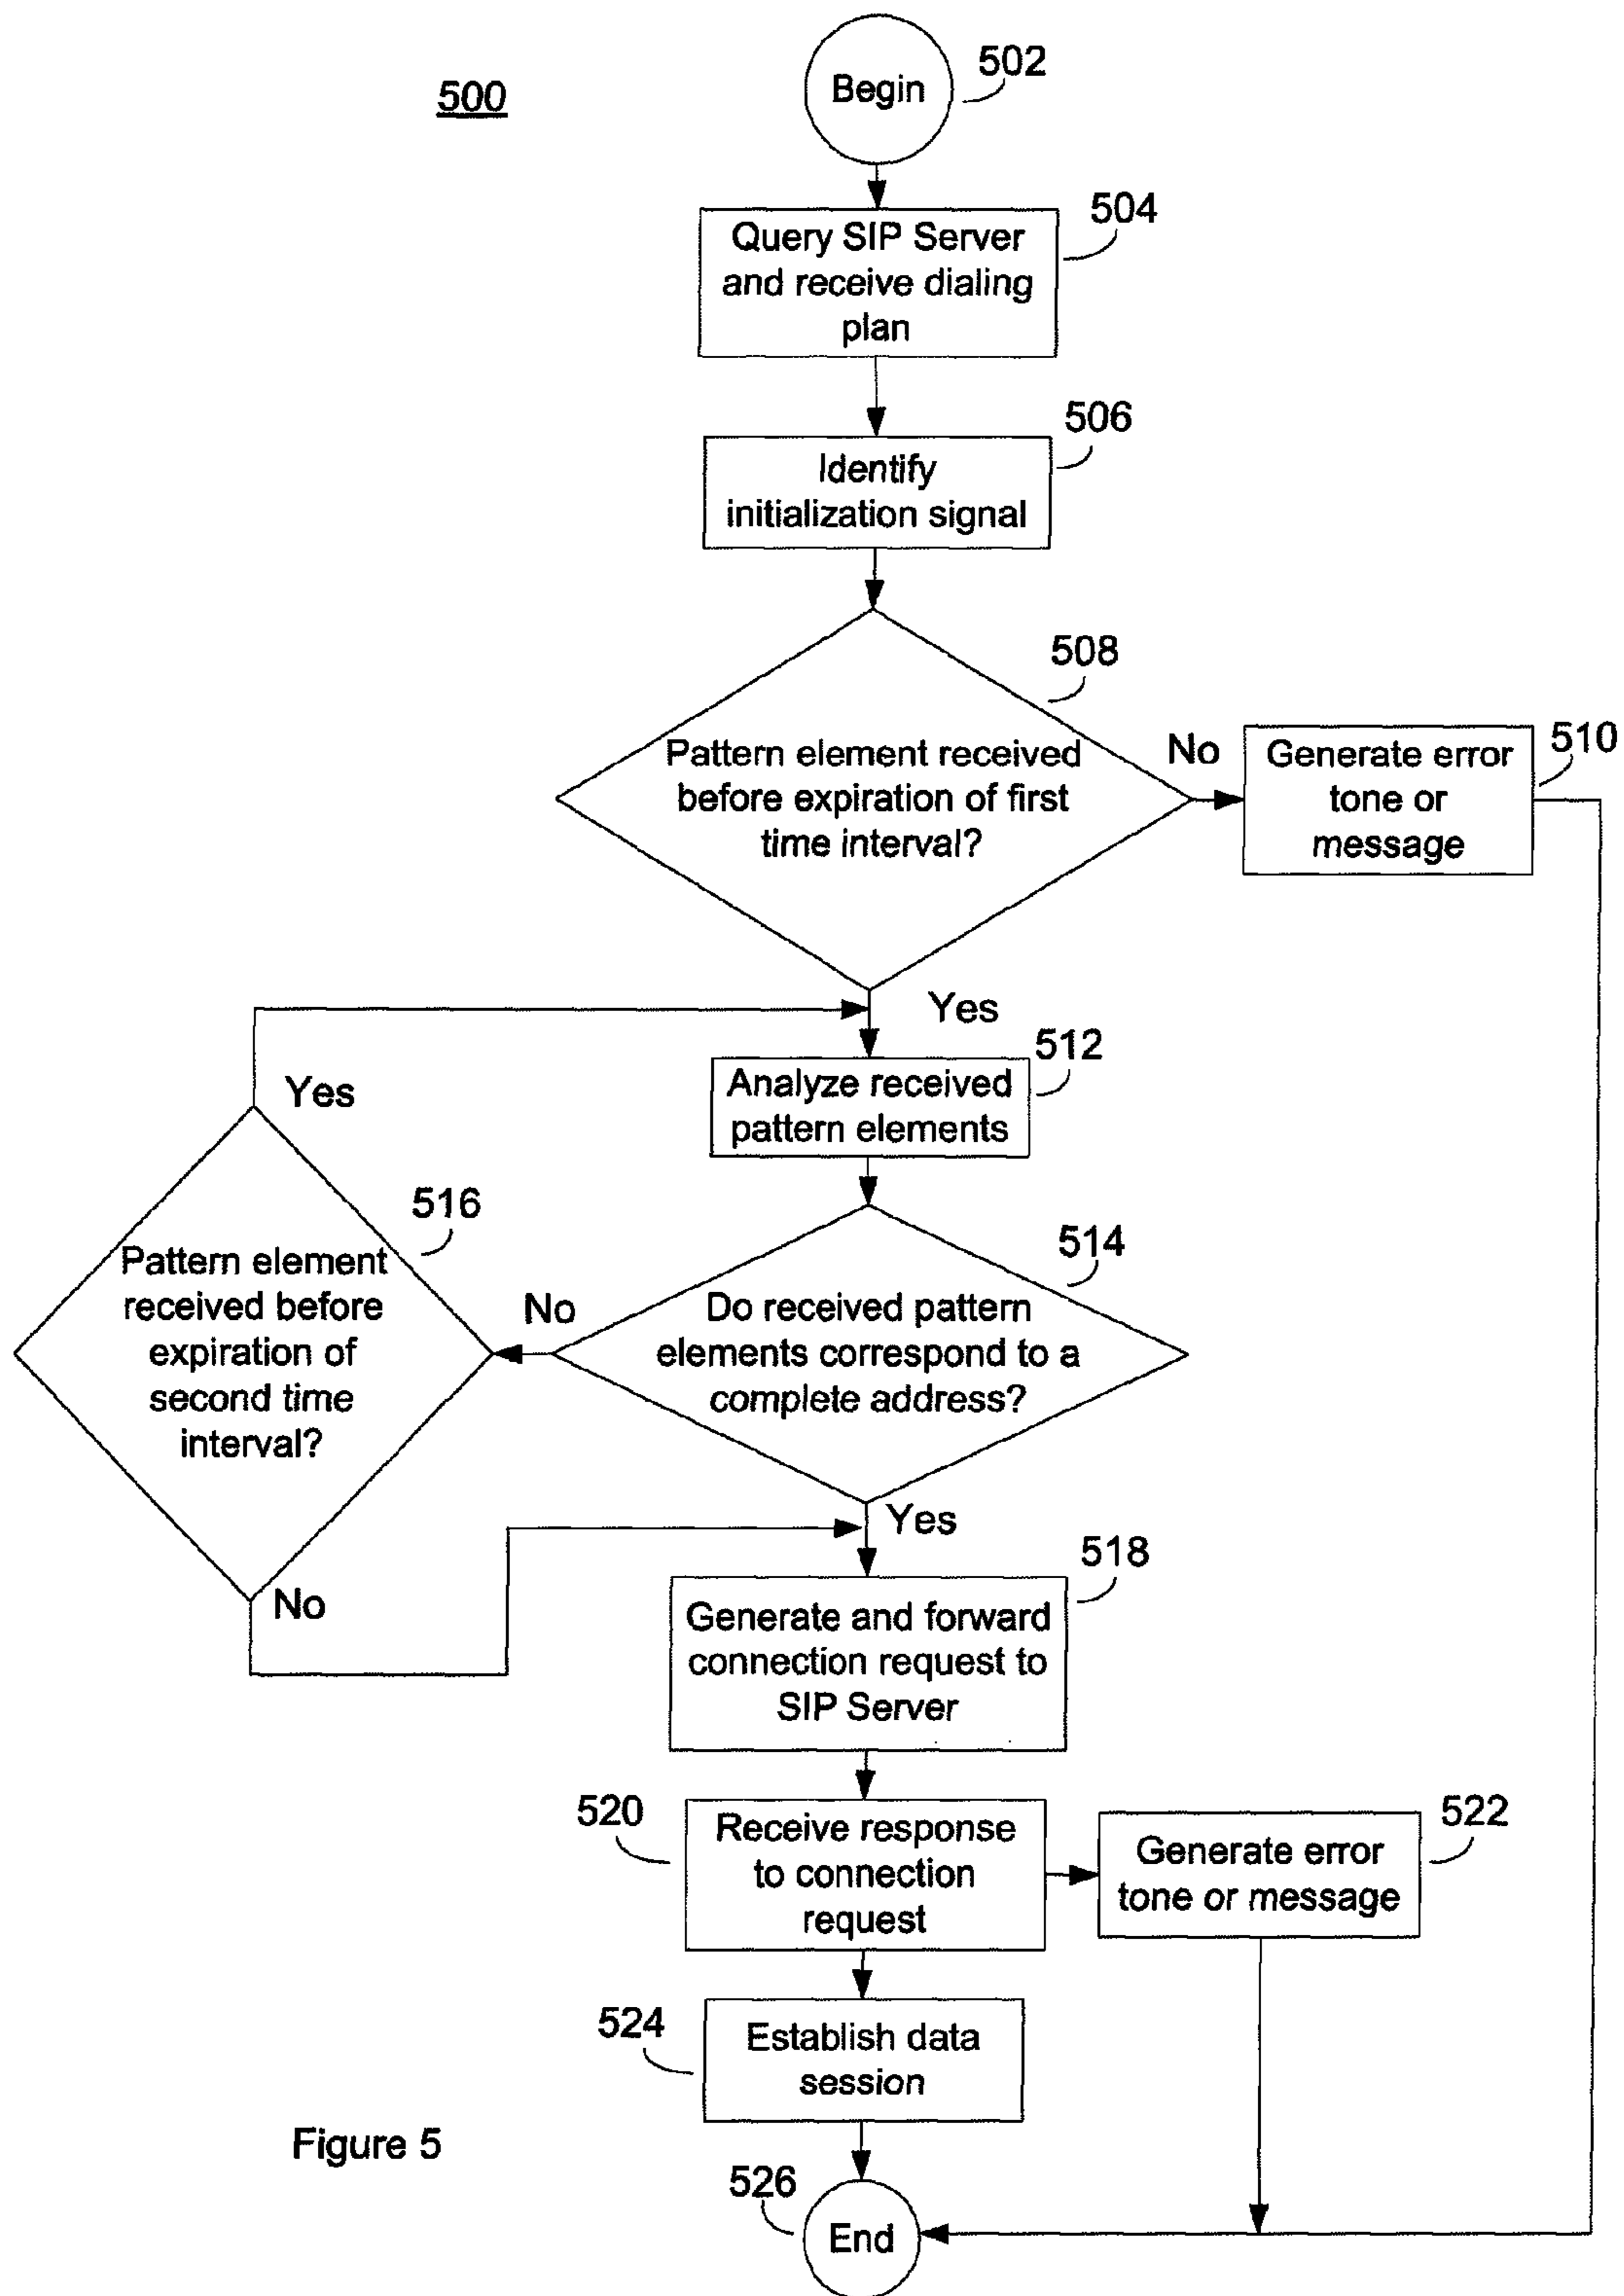 500
Begin
502
Query SIP Server
and receive dialing
plan
504
Identify
initialization signal
506
Pattern element received
before expiration of first
time interval?
508
No
Generate error
tone or
message
510
Yes
Analyze received
pattern elements
512
Yes
Pattern element
received before
expiration of
second time
interval?
516
No
Do received pattern
elements correspond to a
complete address?
514
Yes
No
Generate and forward
connection request to
SIP Server
518
520
Receive response
to connection
request
Generate error
tone or message
522
524
Establish data
session
Figure 5
526
End